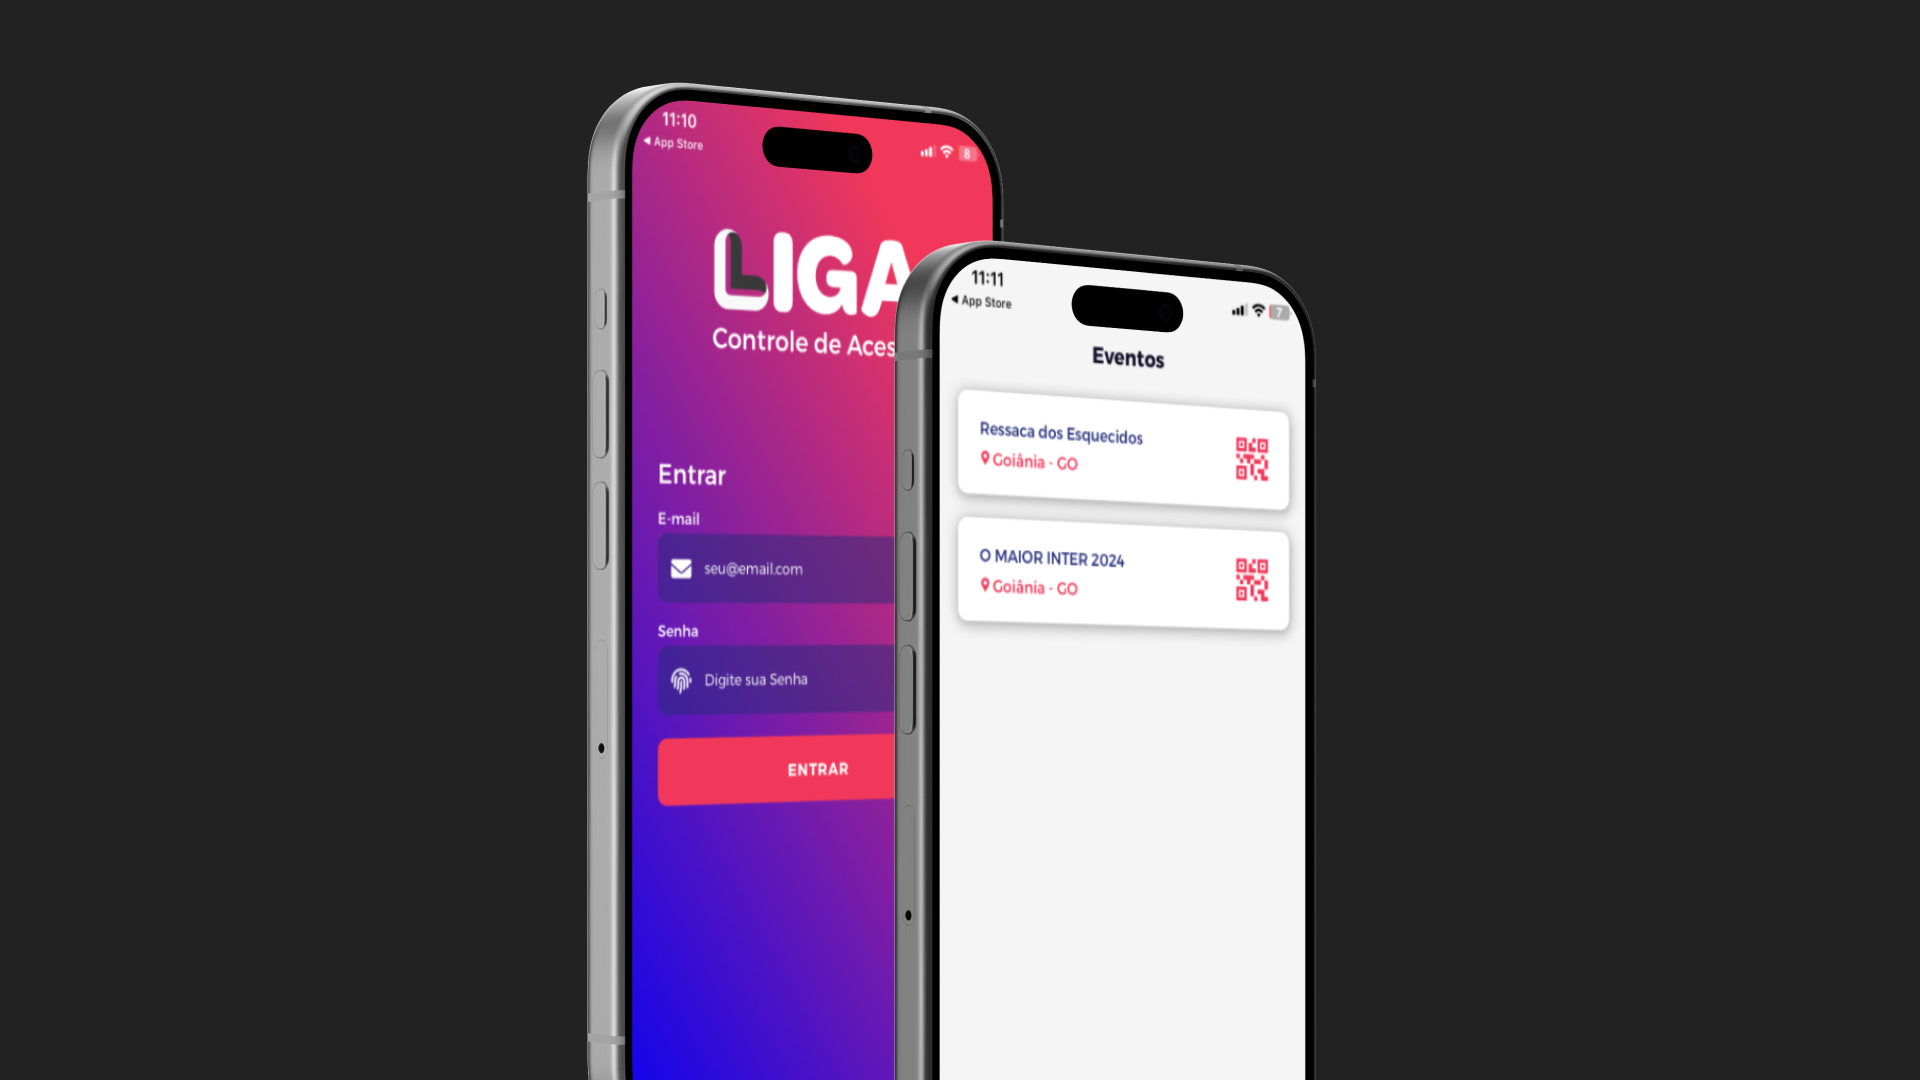 11:10
App Store
8
LIGA
Controle de Aces
Entrar
E-mail
seu@email.com
Senha
Digite sua Senha
ENTRAR
11:11
App Store
7
Eventos
Ressaca dos Esquecidos
Goiânia - GO
O MAIOR INTER 2024
Goiânia - GO